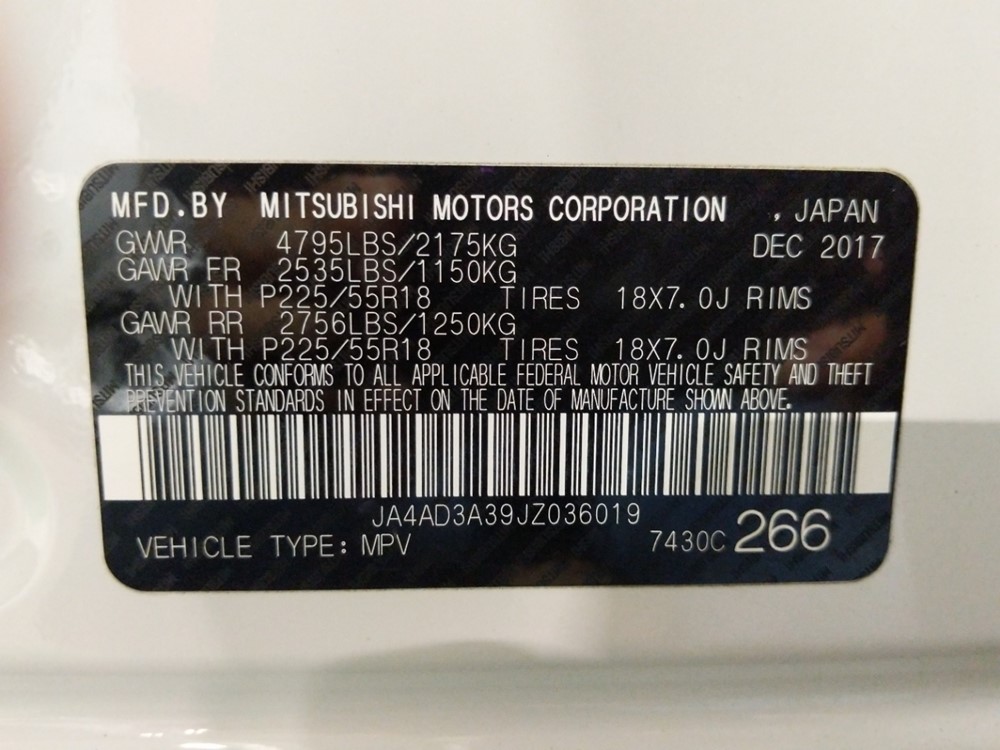 MFD.BY MITSUBISHI MOTORS CORPORATION , JAPAN
GVWR 4795LBS/2175KG DEC 2017
GAWR FR 2535LBS/1150KG
WITH P225/55R18 TIRES 18X7.0J RIMS
GAWR RR 2756LBS/1250KG
WITH P225/55R18 TIRES 18X7.0J RIMS
THIS VEHICLE CONFORMS TO ALL APPLICABLE FEDERAL MOTOR VEHICLE SAFETY AND THEFT
PREVENTION STANDARDS IN EFFECT ON THE DATE OF MANUFACTURE SHOWN ABOVE.
JA4AD3A39JZ036019
VEHICLE TYPE: MPV 7430C 266